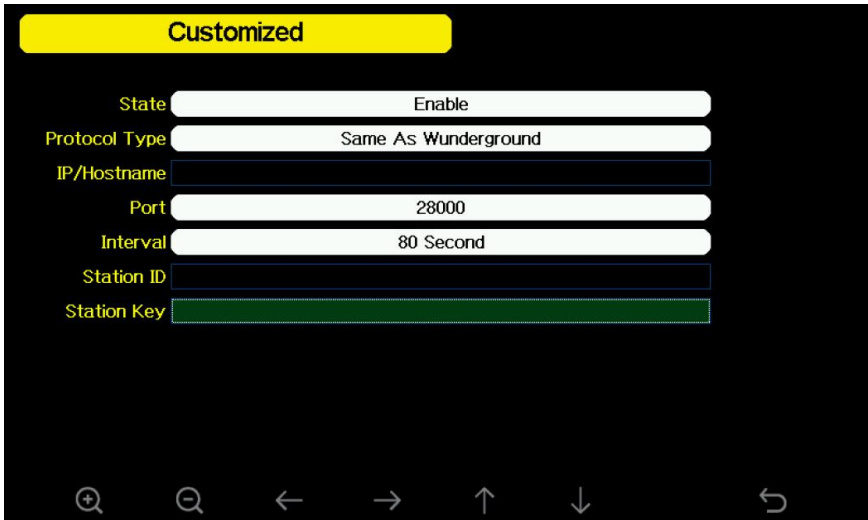 Customized
State Enable
Protocol Type Same As Wunderground
IP/Hostname
Port 28000
Interval 80 Second
Station ID
Station Key